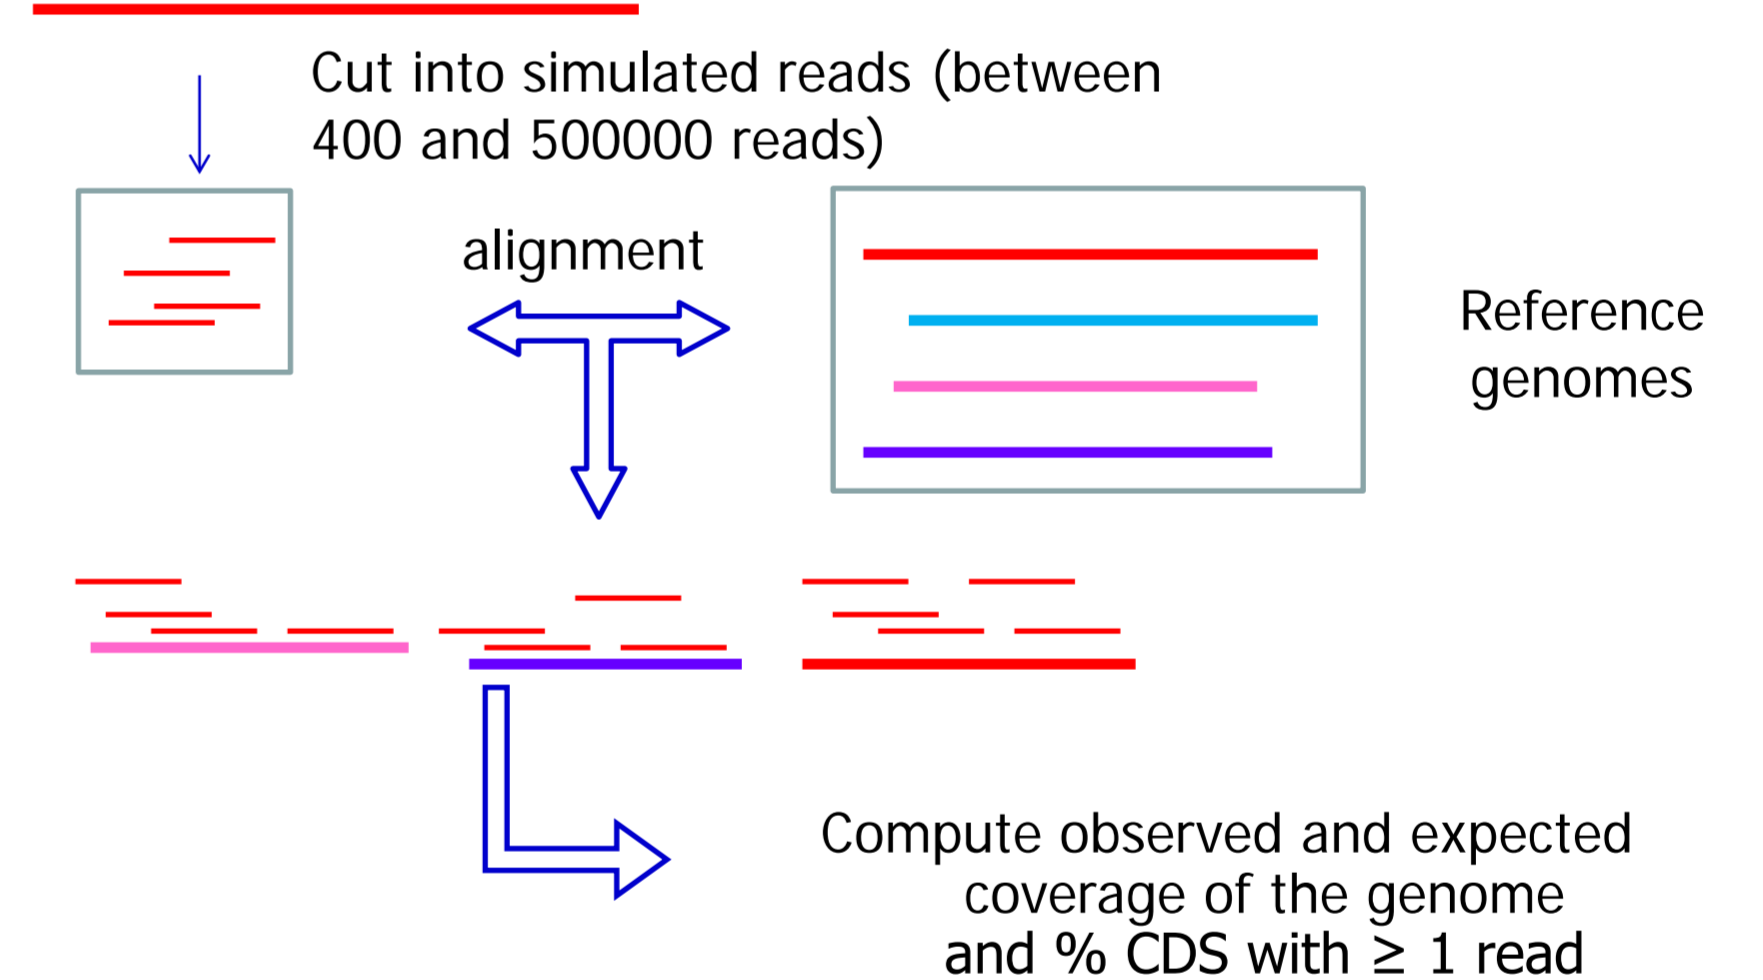 Cut into simulated reads (between
400 and 500000 reads)
alignment
Reference
genomes
Compute observed and expected
coverage of the genome
and % CDS with ≥ 1 read